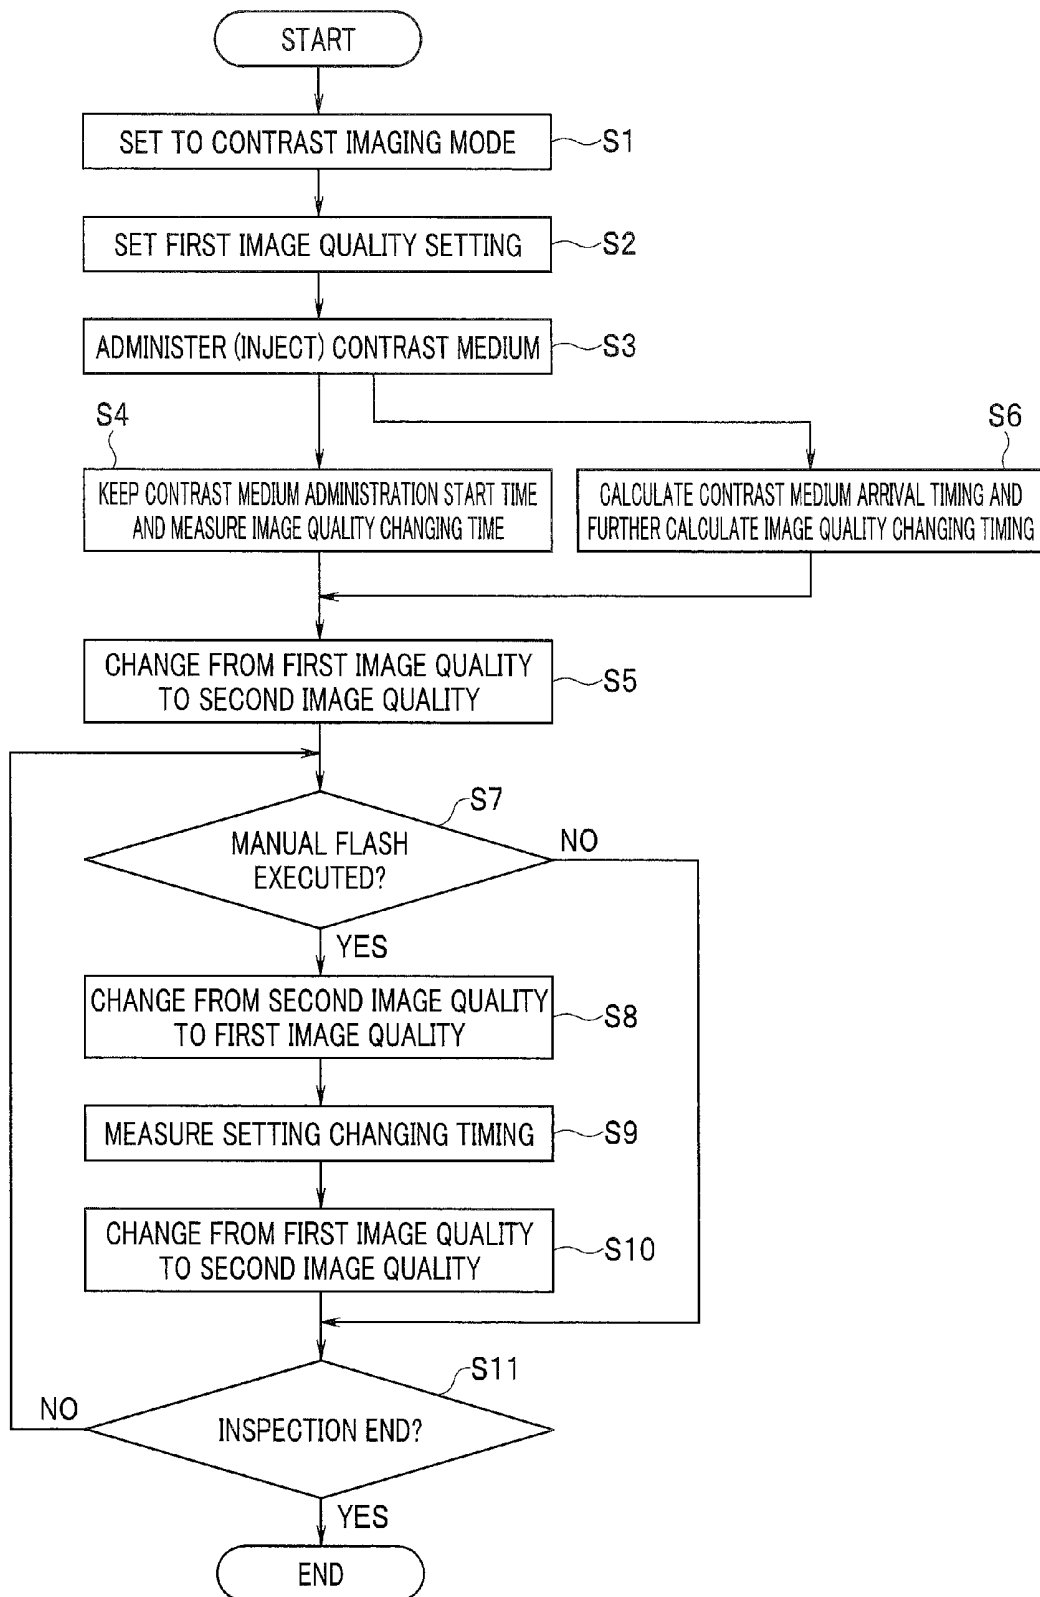 START
SET TO CONTRAST IMAGING MODE
S1
SET FIRST IMAGE QUALITY SETTING
S2
ADMINISTER (INJECT) CONTRAST MEDIUM
S3
S4
KEEP CONTRAST MEDIUM ADMINISTRATION START TIME
AND MEASURE IMAGE QUALITY CHANGING TIME
S6
CALCULATE CONTRAST MEDIUM ARRIVAL TIMING AND
FURTHER CALCULATE IMAGE QUALITY CHANGING TIMING
CHANGE FROM FIRST IMAGE QUALITY
TO SECOND IMAGE QUALITY
S5
S7
MANUAL FLASH
EXECUTED?
NO
YES
CHANGE FROM SECOND IMAGE QUALITY
TO FIRST IMAGE QUALITY
S8
MEASURE SETTING CHANGING TIMING
S9
CHANGE FROM FIRST IMAGE QUALITY
TO SECOND IMAGE QUALITY
S10
S11
NO
INSPECTION END?
YES
END